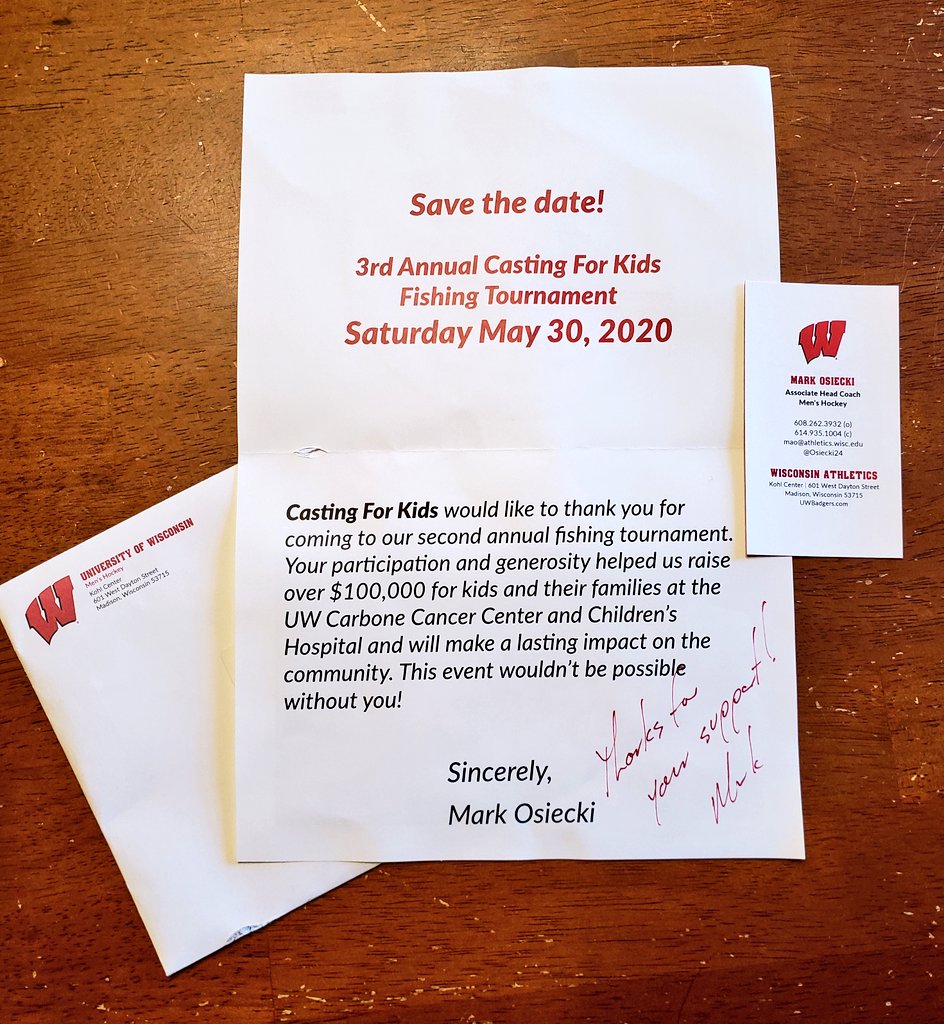 Save the date!
3rd Annual Casting For Kids
Fishing Tournament
Saturday May 30, 2020
Casting For Kids would like to thank you for
coming to our second annual fishing tournament.
Your participation and generosity helped us raise
over $100,000 for kids and their families at the
UW Carbone Cancer Center and Children's
Hospital and will make a lasting impact on the
community. This event wouldn't be possible
without you!
Sincerely,
Mark Osiecki
Thanks for
your support!
Mark
W
MARK OSIECKI
Associate Head Coach
Men's Hockey
608.262.3932 (o)
614.935.1004 (c)
mao@athletics.wisc.edu
@Osiecki24
WISCONSIN ATHLETICS
Kohl Center | 601 West Dayton Street
Madison, Wisconsin 53715
UWBadgers.com
W
UNIVERSITY OF WISCONSIN
Men's Hockey
Kohl Center
601 West Dayton Street
Madison, Wisconsin 53715